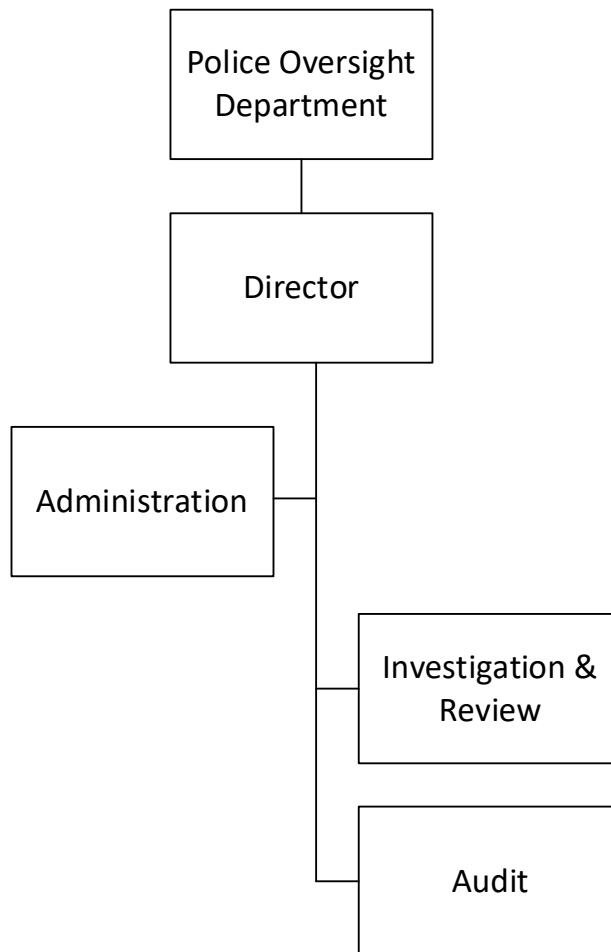 Police Oversight
Department
Director
Administration
Investigation &
Review
Audit